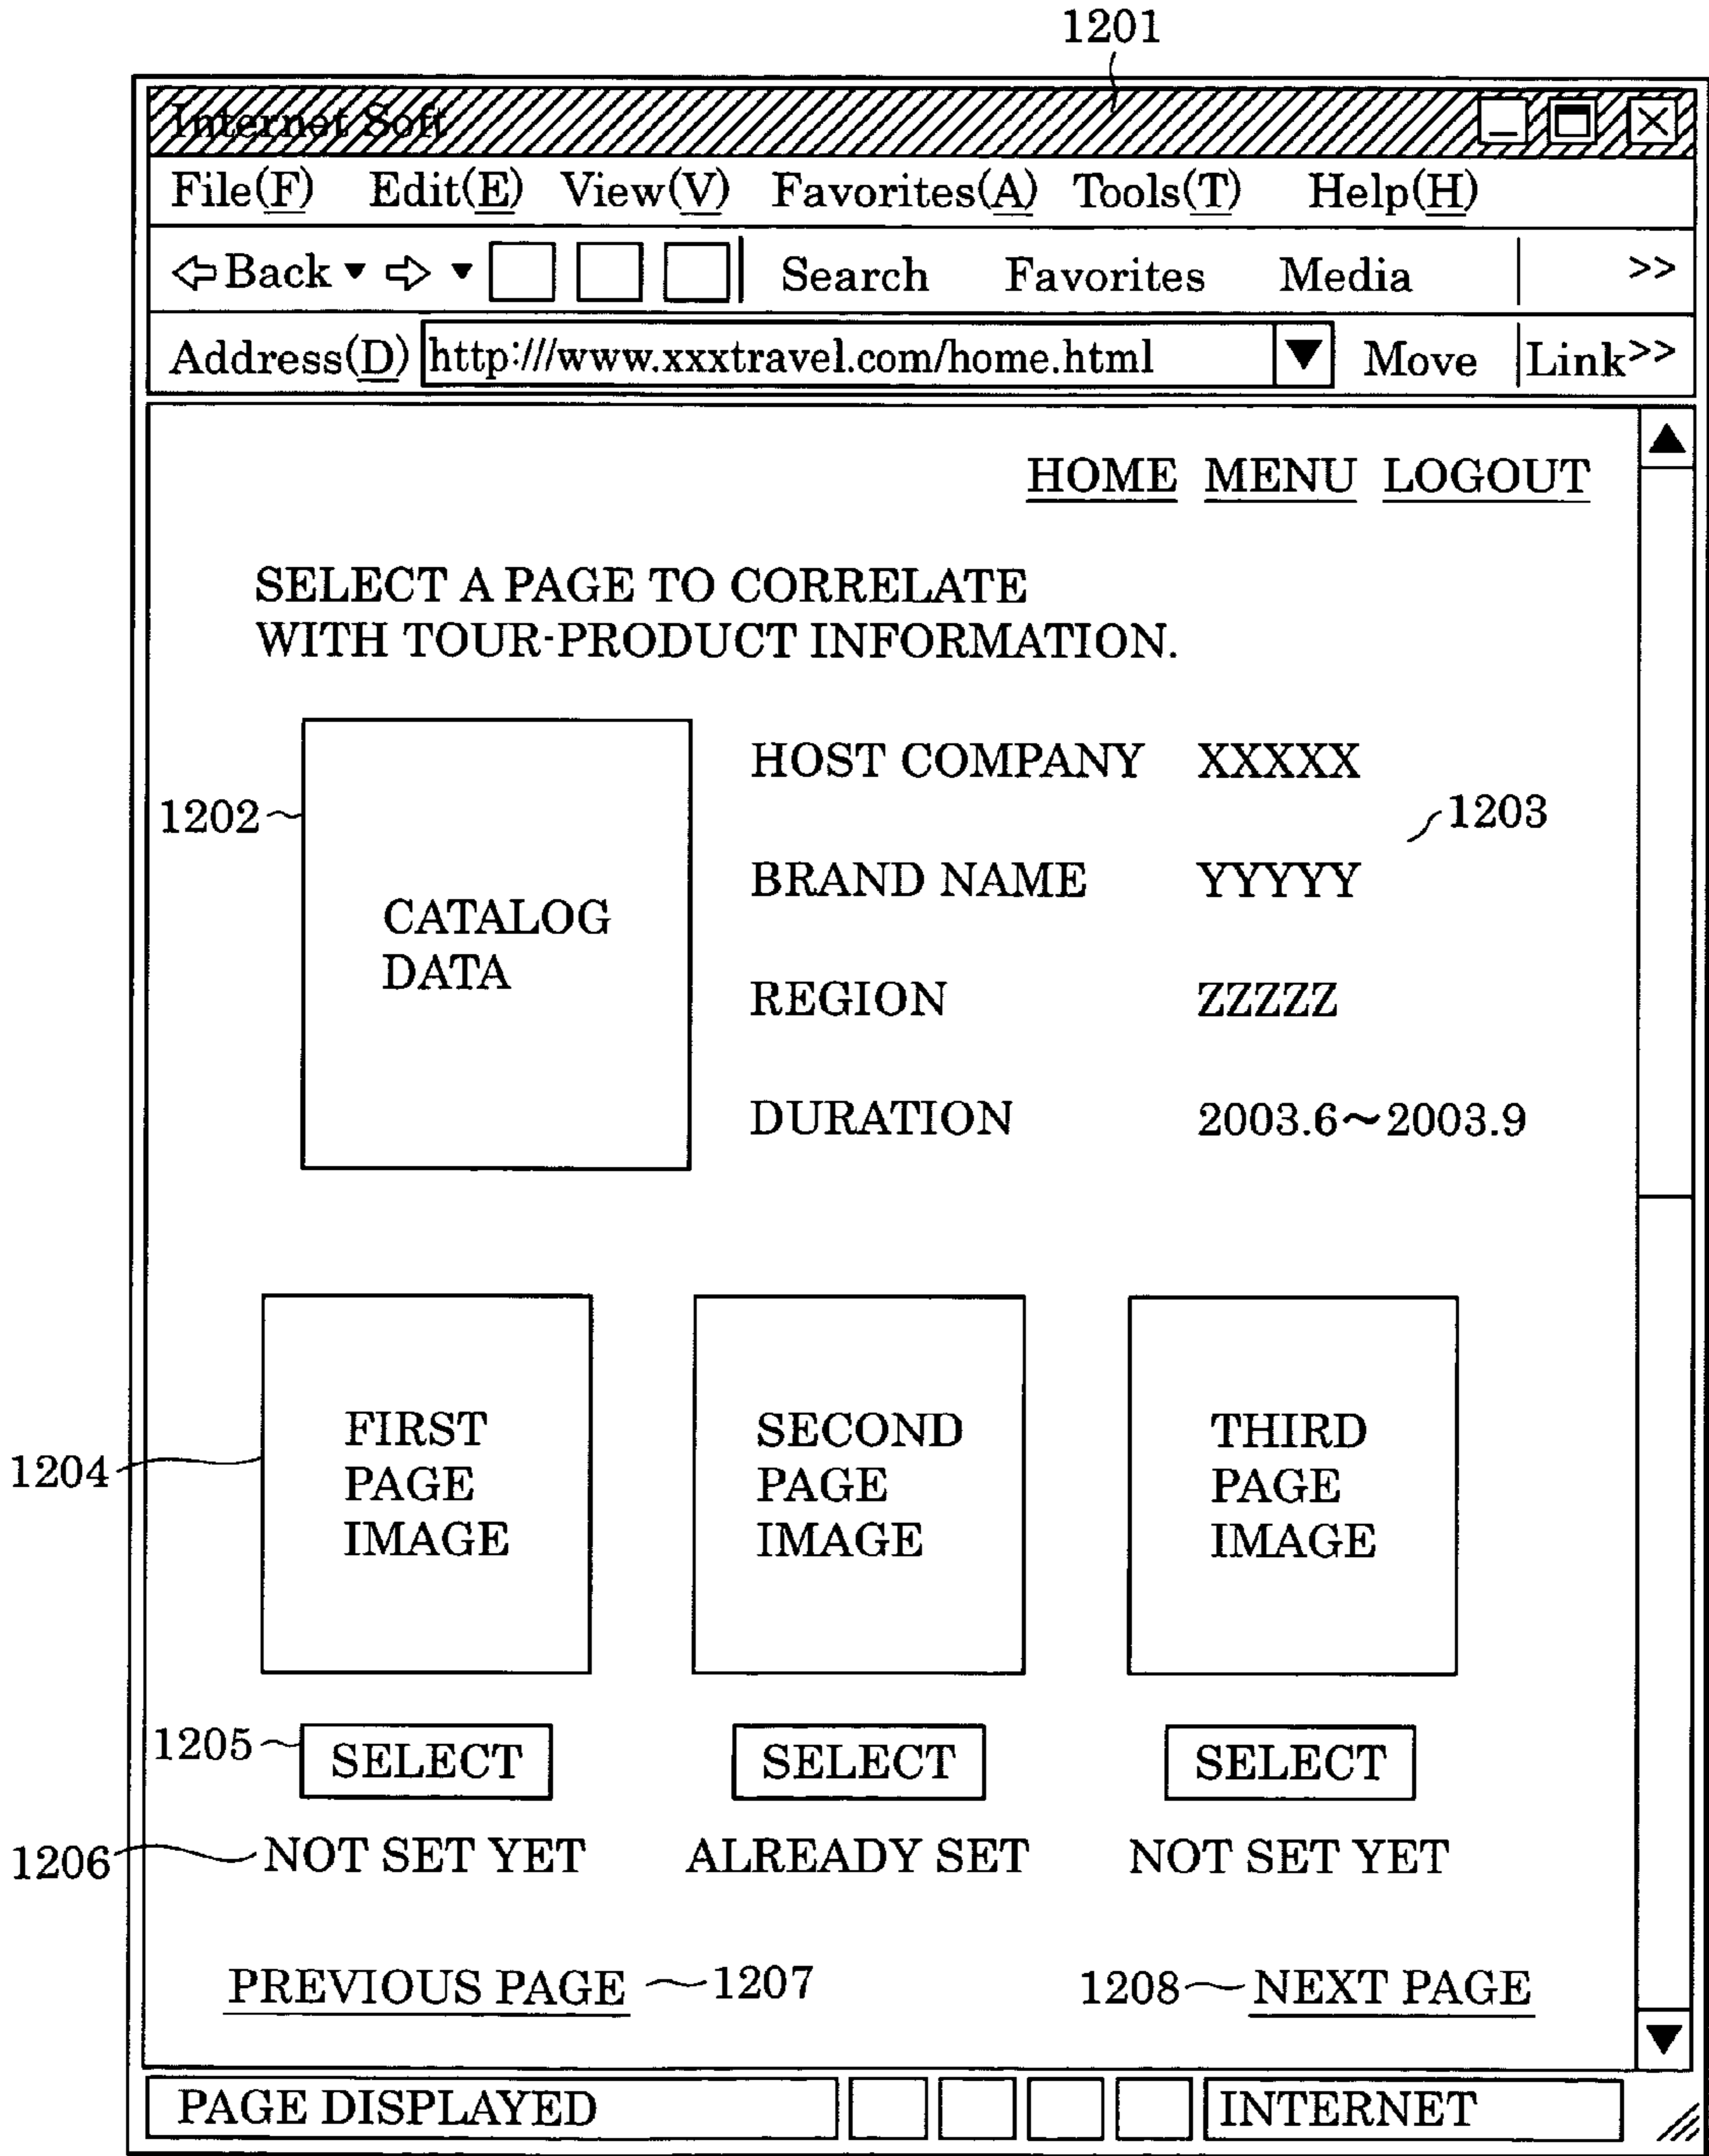 1201
Internet Soft
File(F) Edit(E) View(V) Favorites(A) Tools(T) Help(H)
Back Search Favorites Media >>
Address(D) http:///www.xxxtravel.com/home.html Move Link>>
HOME MENU LOGOUT
SELECT A PAGE TO CORRELATE
WITH TOUR-PRODUCT INFORMATION.
HOST COMPANY XXXXX
1202 1203
BRAND NAME YYYYY
CATALOG
DATA
REGION ZZZZZ
DURATION 2003.6~2003.9
1204
FIRST
PAGE
IMAGE
SECOND
PAGE
IMAGE
THIRD
PAGE
IMAGE
1205 SELECT SELECT SELECT
1206 NOT SET YET ALREADY SET NOT SET YET
PREVIOUS PAGE 1207 1208 NEXT PAGE
PAGE DISPLAYED INTERNET